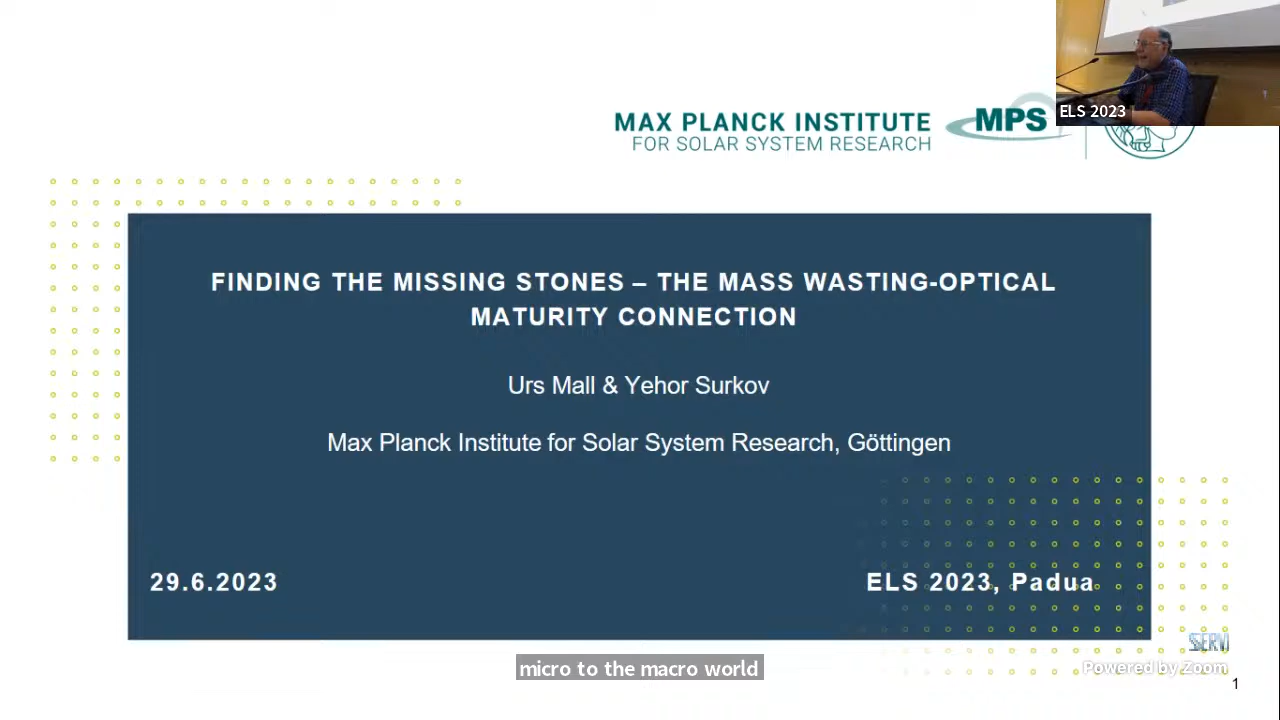 ELS 2023
MAX PLANCK INSTITUTE
FOR SOLAR SYSTEM RESEARCH
MPS
FINDING THE MISSING STONES – THE MASS WASTING-OPTICAL
MATURITY CONNECTION
Urs Mall & Yehor Surkov
Max Planck Institute for Solar System Research, Göttingen
29.6.2023
ELS 2023, Padua
micro to the macro world
Powered by Zoom
1